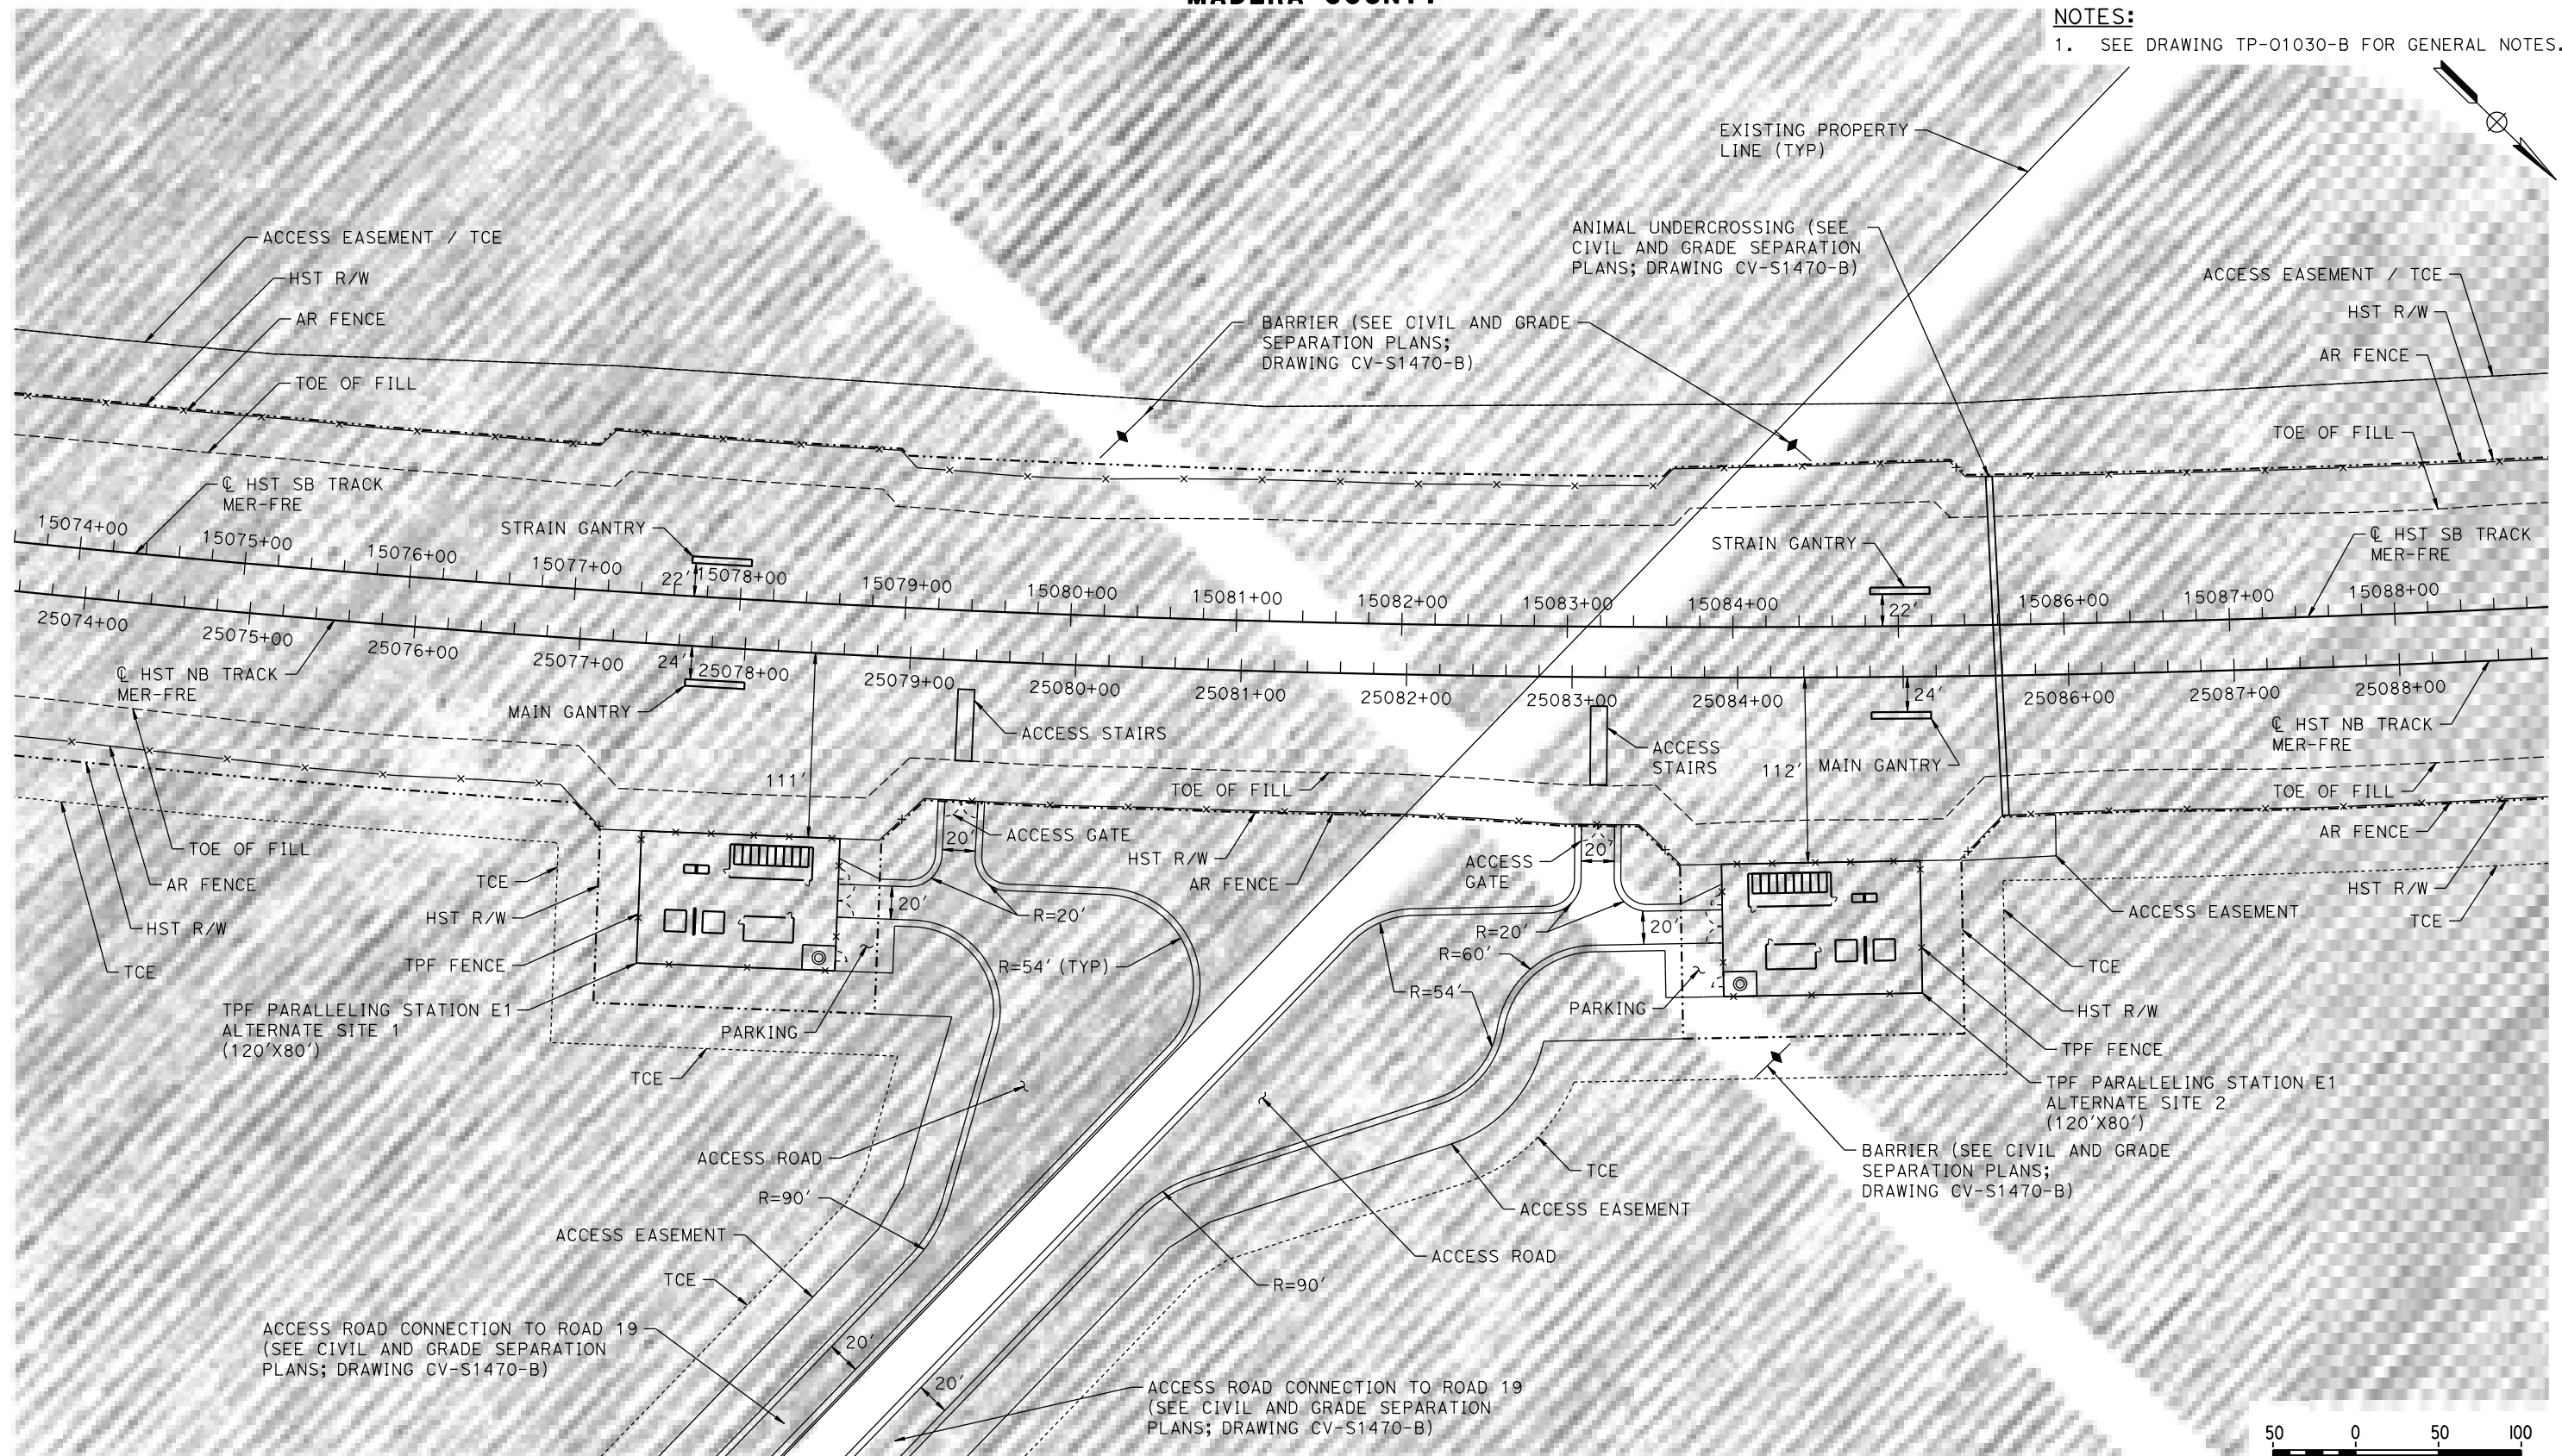 MADERA COUNTY
NOTES:
1. SEE DRAWING TP-01030-B FOR GENERAL NOTES.
EXISTING PROPERTY
LINE (TYP)
ANIMAL UNDERCROSSING (SEE
CIVIL AND GRADE SEPARATION
PLANS; DRAWING CV-S1470-B)
ACCESS EASEMENT / TCE
HST R/W
AR FENCE
TOE OF FILL
BARRIER (SEE CIVIL AND GRADE
SEPARATION PLANS;
DRAWING CV-S1470-B)
ACCESS EASEMENT / TCE
HST R/W
AR FENCE
TOE OF FILL
℄ HST SB TRACK
MER-FRE
STRAIN GANTRY
22'
STRAIN GANTRY
22'
℄ HST SB TRACK
MER-FRE
15074+00
15075+00
15076+00
15077+00
15078+00
15079+00
15080+00
15081+00
15082+00
15083+00
15084+00
15086+00
15087+00
15088+00
25074+00
25075+00
25076+00
25077+00
25078+00
25079+00
25080+00
25081+00
25082+00
25083+00
25084+00
25086+00
25087+00
25088+00
℄ HST NB TRACK
MER-FRE
24'
MAIN GANTRY
111'
ACCESS STAIRS
ACCESS
STAIRS
112'
24'
MAIN GANTRY
℄ HST NB TRACK
MER-FRE
TOE OF FILL
TOE OF FILL
AR FENCE
HST R/W
TCE
TOE OF FILL
AR FENCE
HST R/W
TCE
TCE
HST R/W
TPF FENCE
TPF PARALLELING STATION E1
ALTERNATE SITE 1
(120'X80')
PARKING
TCE
ACCESS GATE
20'
20'
R=20'
R=54' (TYP)
HST R/W
AR FENCE
ACCESS
GATE
20'
20'
R=20'
R=60'
R=54'
PARKING
ACCESS EASEMENT
TCE
HST R/W
TPF FENCE
TPF PARALLELING STATION E1
ALTERNATE SITE 2
(120'X80')
BARRIER (SEE CIVIL AND GRADE
SEPARATION PLANS;
DRAWING CV-S1470-B)
ACCESS ROAD
R=90'
ACCESS EASEMENT
TCE
TCE
ACCESS EASEMENT
ACCESS ROAD
R=90'
ACCESS ROAD CONNECTION TO ROAD 19
(SEE CIVIL AND GRADE SEPARATION
PLANS; DRAWING CV-S1470-B)
20'
20'
ACCESS ROAD CONNECTION TO ROAD 19
(SEE CIVIL AND GRADE SEPARATION
PLANS; DRAWING CV-S1470-B)
50 0 50 100